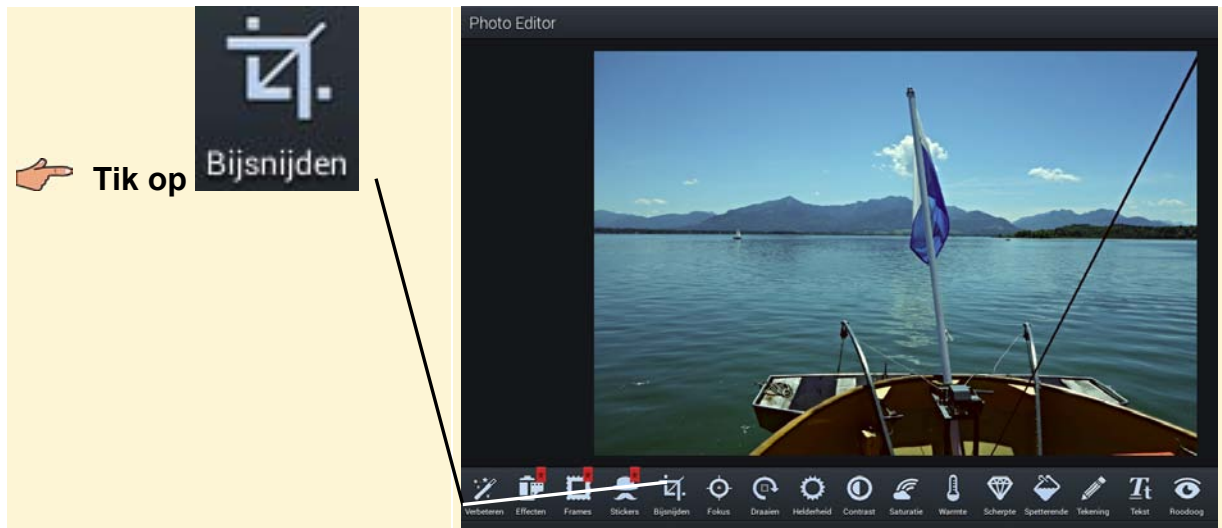 Tik op Bijsnijden
Photo Editor
Verbeteren Effecten Frames Stickers Bijsnijden Fokus Draaien Helderheid Contrast Saturatie Warmte Scherpte Spetterende Tekening Tekst Roodoog